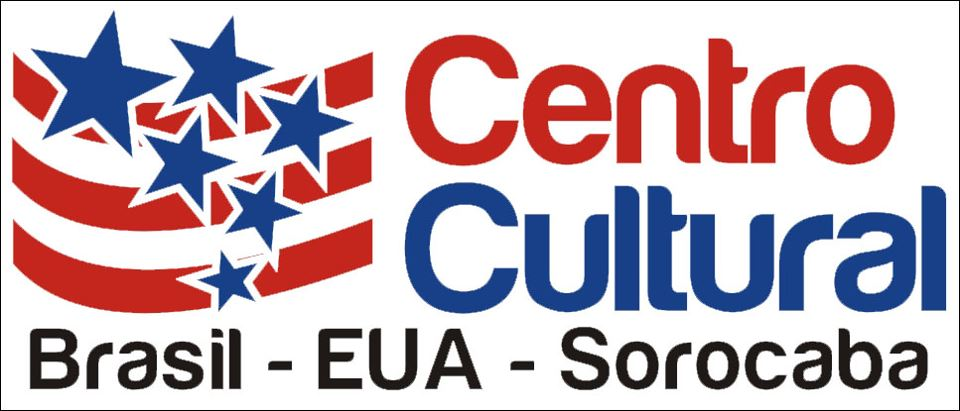 Centro
Cultural
Brasil - EUA - Sorocaba